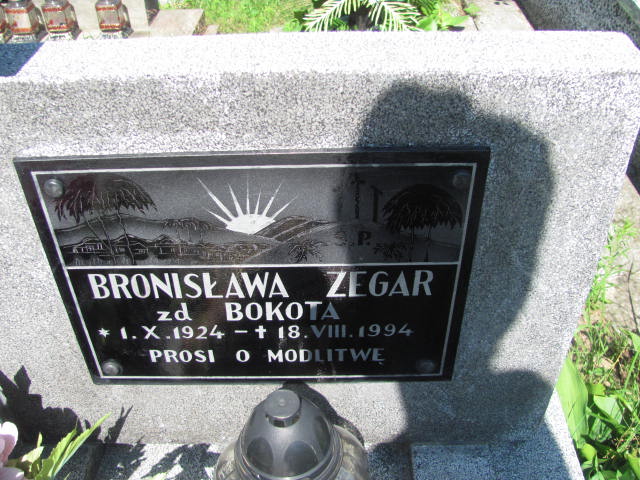 Ś.P.
BRONISŁAWA ZEGAR
zd BOKOTA
* 1.X.1924 – ✝ 18.VIII.1994
PROSI O MODLITWĘ